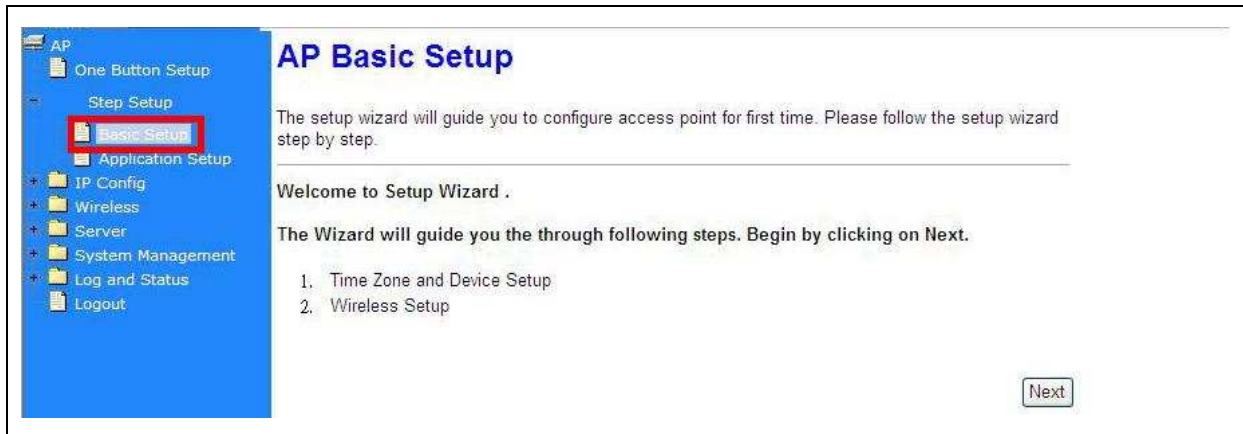 AP
One Button Setup
Step Setup
Basic Setup
Application Setup
IP Config
Wireless
Server
System Management
Log and Status
Logout
AP Basic Setup
The setup wizard will guide you to configure access point for first time. Please follow the setup wizard
step by step.
Welcome to Setup Wizard .
The Wizard will guide you the through following steps. Begin by clicking on Next.
1. Time Zone and Device Setup
2. Wireless Setup
Next